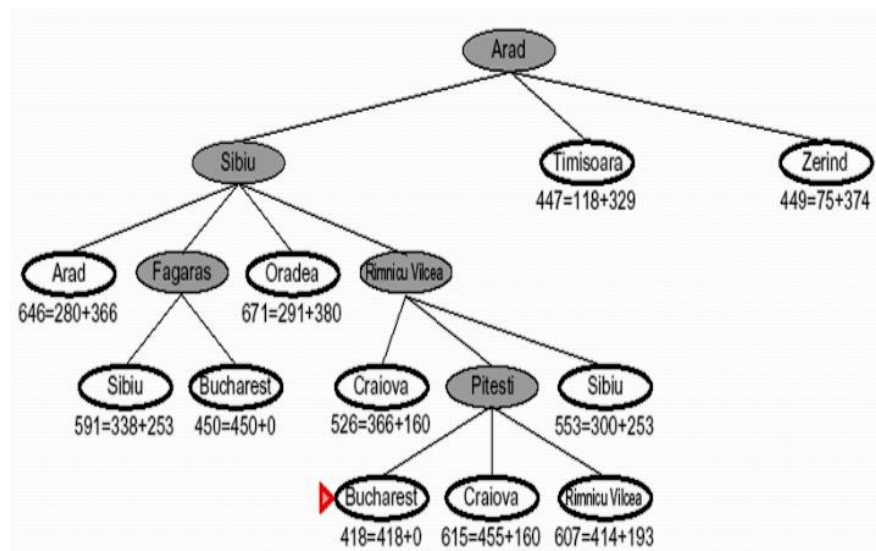 Arad
Sibiu
Timisoara
Zerind
447=118+329
449=75+374
Arad
Fagaras
Oradea
Rimnicu Vilcea
646=280+366
671=291+380
Sibiu
Bucharest
Craiova
Pitesti
Sibiu
591=338+253
450=450+0
526=366+160
553=300+253
Bucharest
Craiova
Rimnicu Vilcea
418=418+0
615=455+160
607=414+193